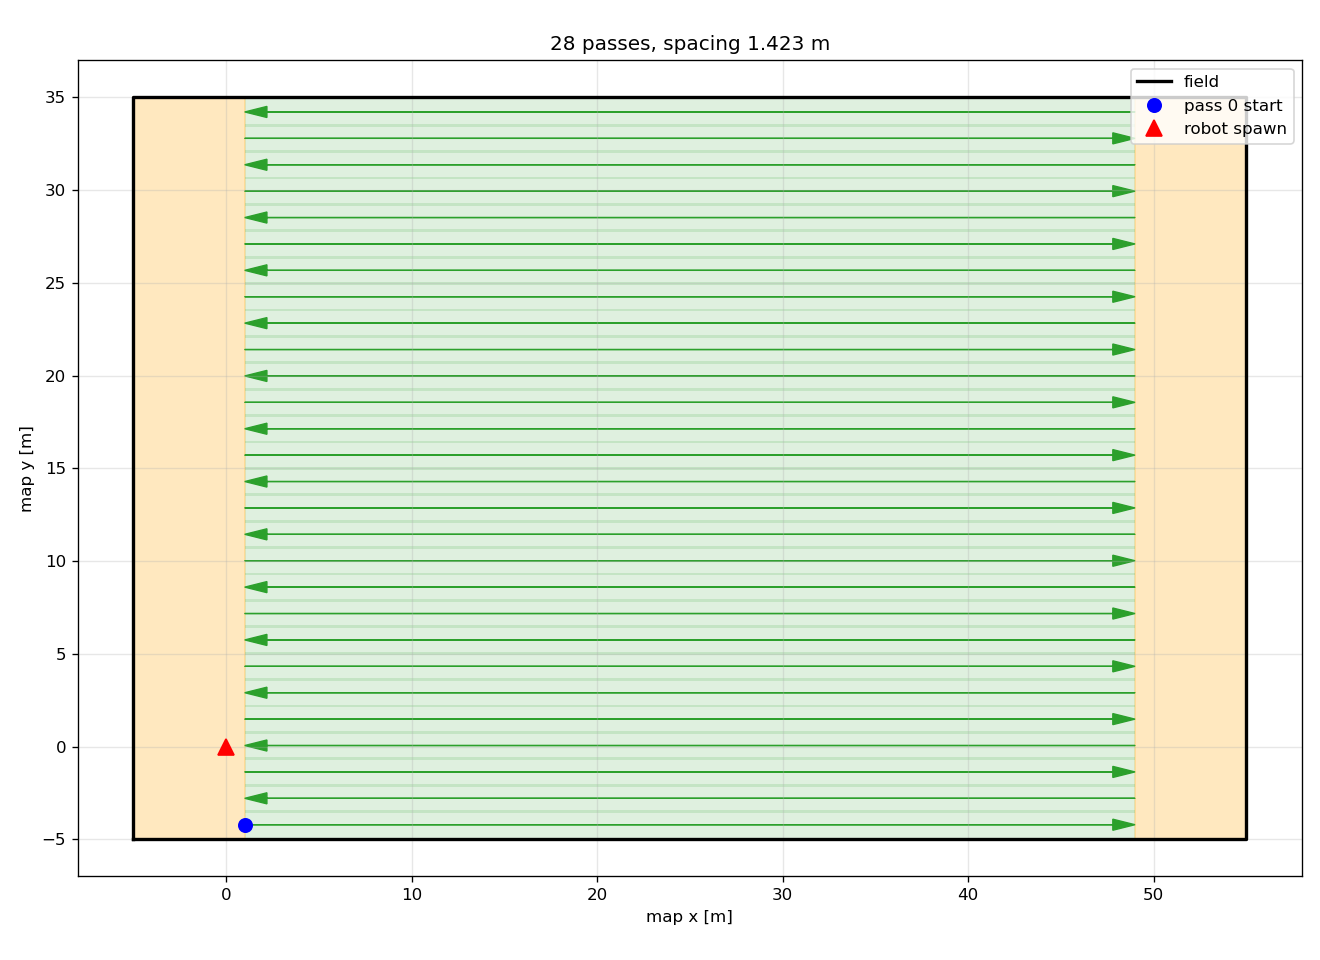 28 passes, spacing 1.423 m
field
pass 0 start
robot spawn
35
30
25
20
15
10
5
0
−5
map y [m]
0 10 20 30 40 50
map x [m]